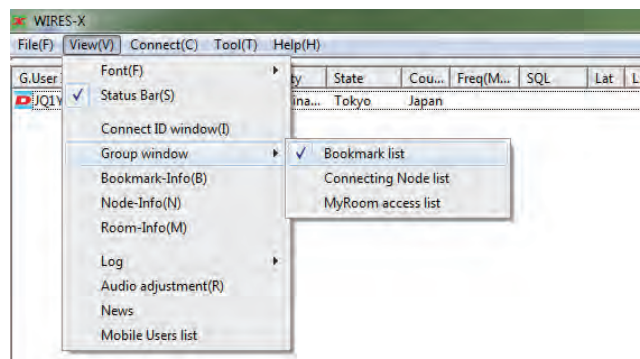 WIRES-X
File(F) View(V) Connect(C) Tool(T) Help(H)
G.User ty State Cou... Freq(M... SQL Lat L
JQ1Y ina... Tokyo Japan
Font(F)
✓ Status Bar(S)
Connect ID window(I)
Group window
Bookmark-Info(B)
Node-Info(N)
Room-Info(M)
Log
Audio adjustment(R)
News
Mobile Users list
✓ Bookmark list
Connecting Node list
MyRoom access list